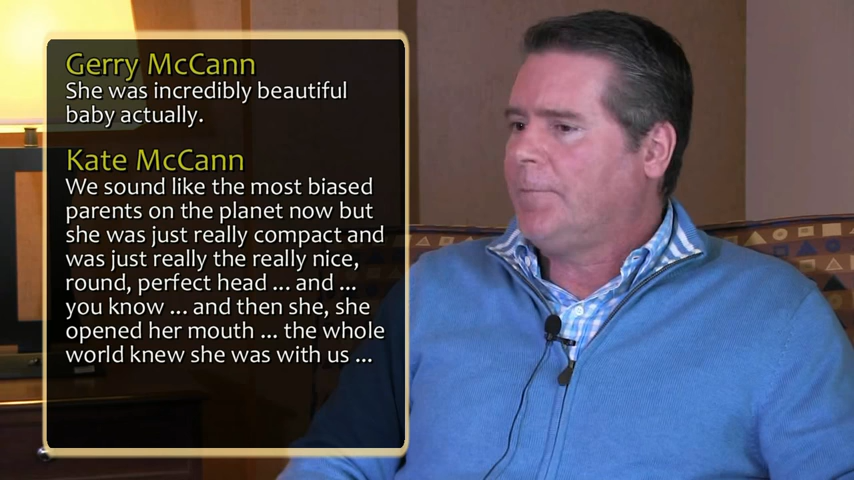 Gerry McCann
She was incredibly beautiful
baby actually.
Kate McCann
We sound like the most biased
parents on the planet now but
she was just really compact and
was just really the really nice,
round, perfect head ... and ...
you know ... and then she, she
opened her mouth ... the whole
world knew she was with us ...